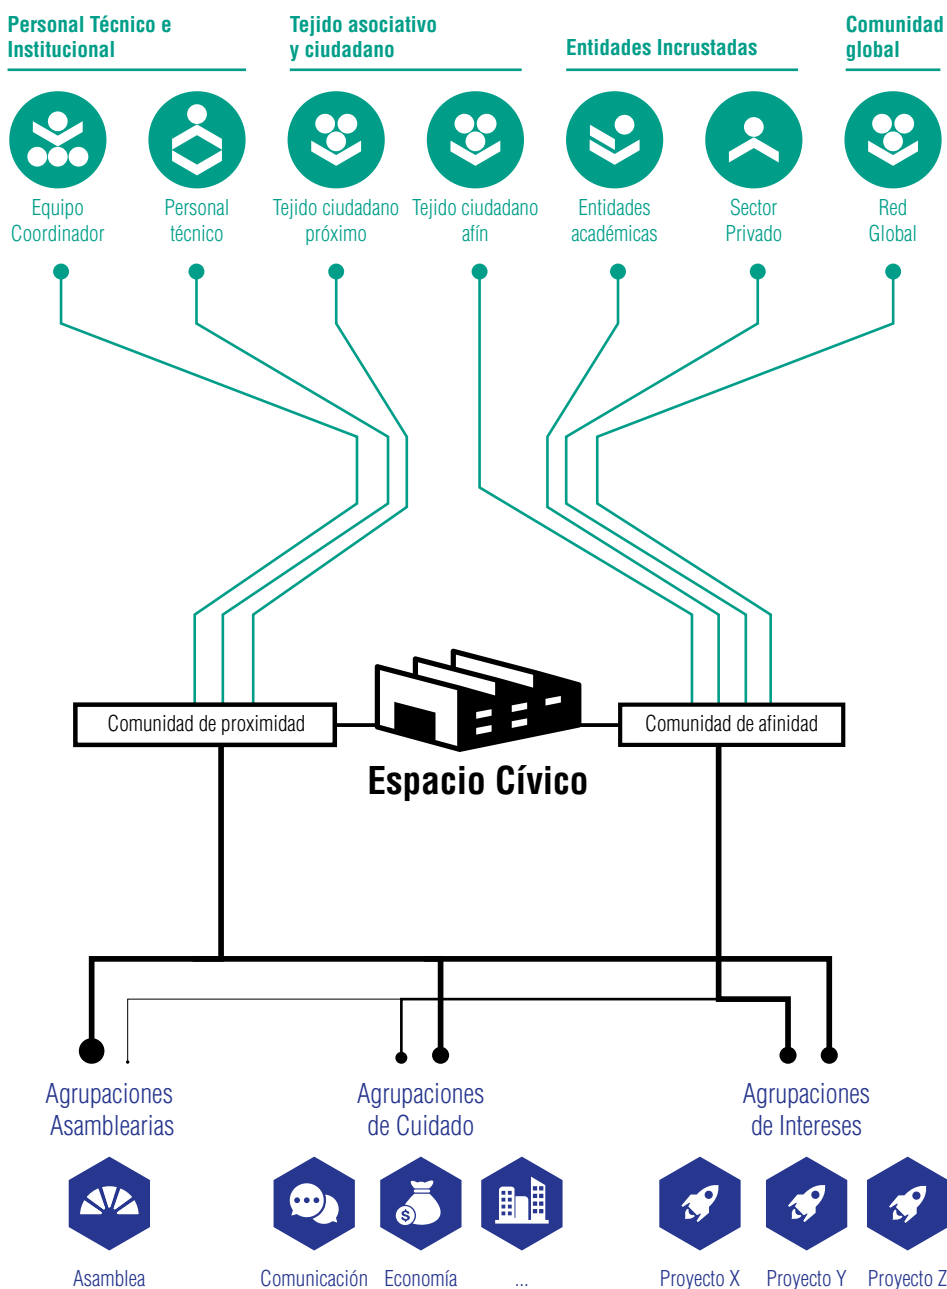 Personal Técnico e
Institucional
Tejido asociativo
y ciudadano
Entidades Incrustadas
Comunidad
global
Equipo
Coordinador
Personal
técnico
Tejido ciudadano
próximo
Tejido ciudadano
afín
Entidades
académicas
Sector
Privado
Red
Global
Comunidad de proximidad
Comunidad de afinidad
Espacio Cívico
Agrupaciones
Asamblearias
Agrupaciones
de Cuidado
Agrupaciones
de Intereses
$
Asamblea
Comunicación
Economía
...
Proyecto X
Proyecto Y
Proyecto Z